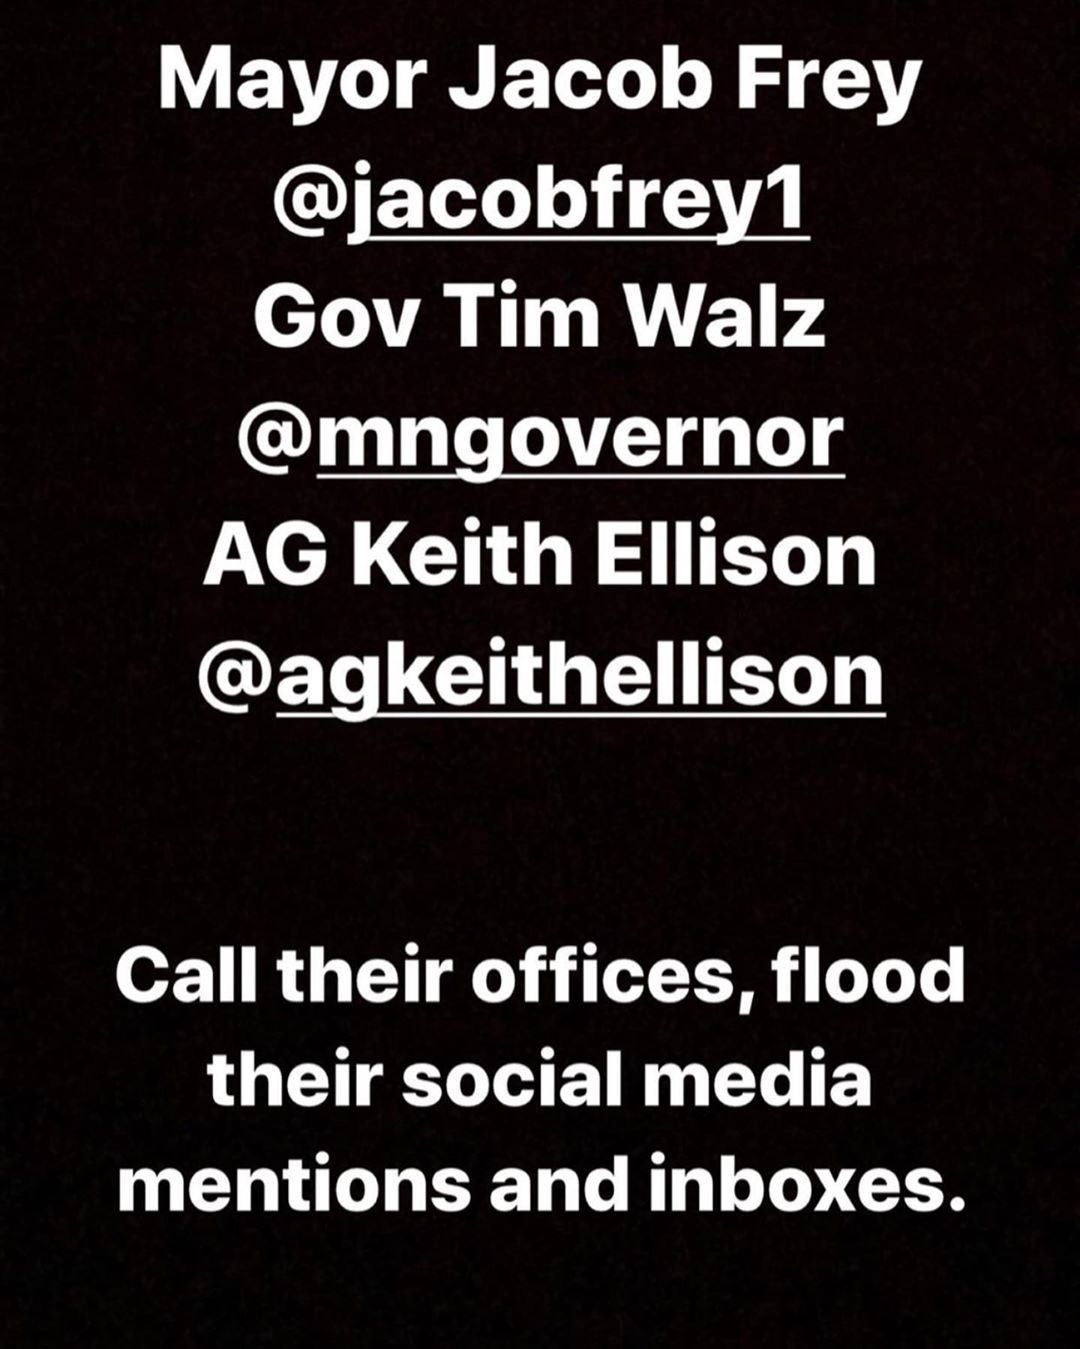 Mayor Jacob Frey
@jacobfrey1
Gov Tim Walz
@mngovernor
AG Keith Ellison
@agkeithellison
Call their offices, flood
their social media
mentions and inboxes.